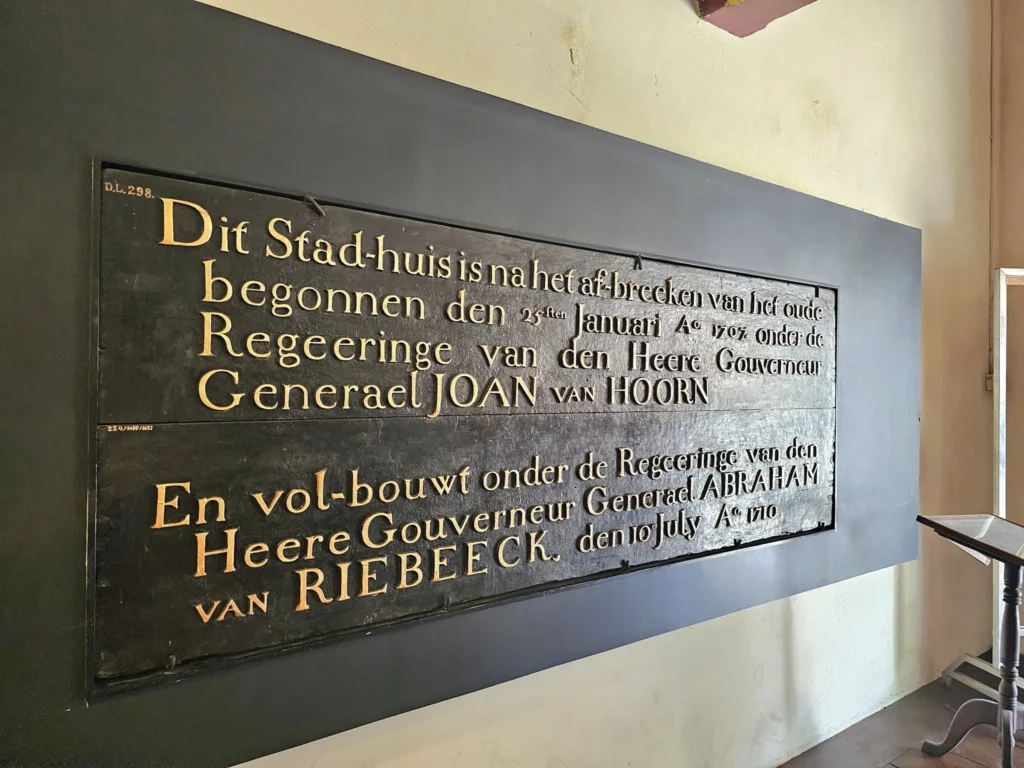 D.L.298.
Dit Stad-huis is na het af-breeken van het oude
begonnen den 25-sten Januari Aº 1707. onder de
Regeeringe van den Heere Gouverneur
Generael JOAN VAN HOORN
En vol-bouwt onder de Regeeringe van den
Heere Gouverneur Generael ABRAHAM
VAN RIEBEECK. den 10 July Aº 1710